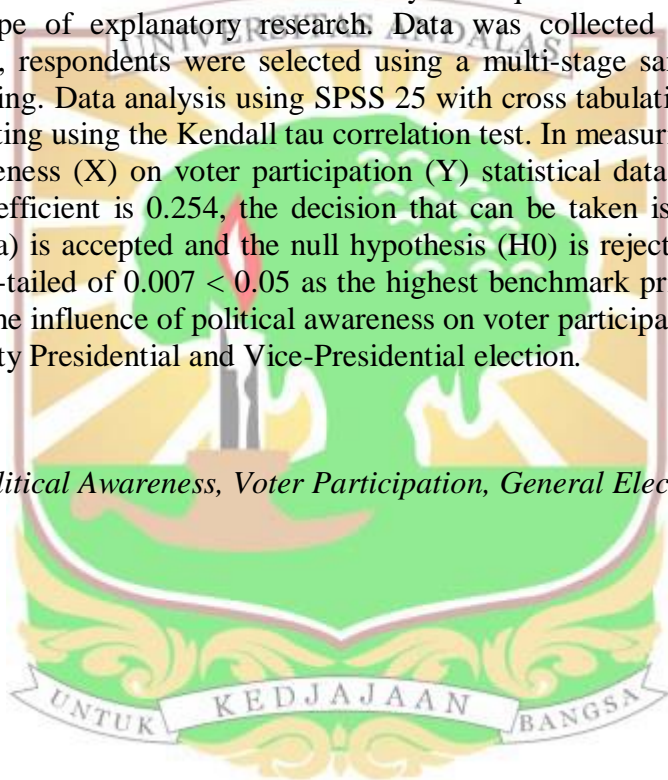 pe of explanatory research. Data was collected
UNIVERSITAS ANDALAS
, respondents were selected using a multi-stage sa
ing. Data analysis using SPSS 25 with cross tabulati
ting using the Kendall tau correlation test. In measuri
eness (X) on voter participation (Y) statistical data
efficient is 0.254, the decision that can be taken is
a) is accepted and the null hypothesis (H0) is reject
-tailed of 0.007 < 0.05 as the highest benchmark pr
he influence of political awareness on voter participa
ty Presidential and Vice-Presidential election.
litical Awareness, Voter Participation, General Elec
UNTUK KEDJAJAAN BANGSA